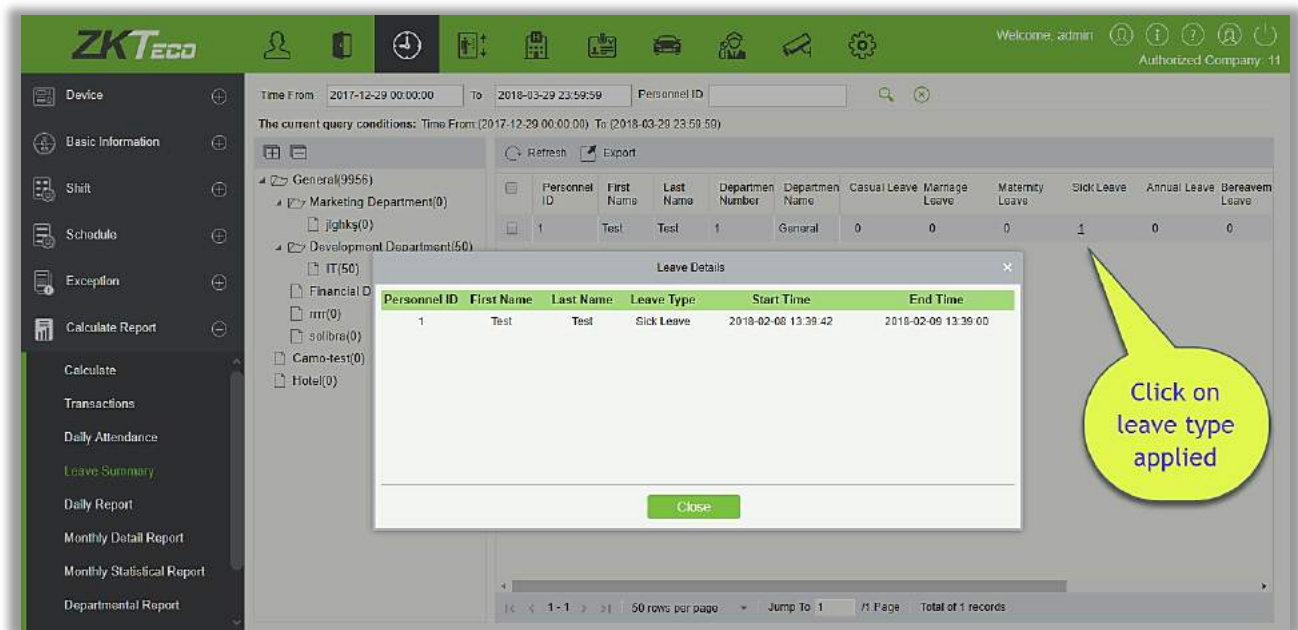 ZKTeco
Welcome, admin
Authorized Company: 11
Device
Basic Information
Shift
Schedule
Exception
Calculate Report
Calculate
Transactions
Daily Attendance
Leave Summary
Daily Report
Monthly Detail Report
Monthly Statistical Report
Departmental Report
Time From 2017-12-29 00:00:00 To 2018-03-29 23:59:59 Personnel ID
The current query conditions: Time From:(2017-12-29 00:00:00) To:(2018-03-29 23:59:59)
General(9956)
Marketing Department(0)
jighkş(0)
Development Department(50)
IT(50)
Financial D
rrrr(0)
solibra(0)
Camo-test(0)
Hotel(0)
Refresh Export
Personnel ID First Name Last Name Departmen Number Departmen Name Casual Leave Marriage Leave Maternity Leave Sick Leave Annual Leave Bereavem Leave
1 Test Test 1 General 0 0 0 1 0 0
Leave Details
Personnel ID First Name Last Name Leave Type Start Time End Time
1 Test Test Sick Leave 2018-02-08 13:39:42 2018-02-09 13:39:00
Close
Click on
leave type
applied
1-1 50 rows per page Jump To 1 /1 Page Total of 1 records